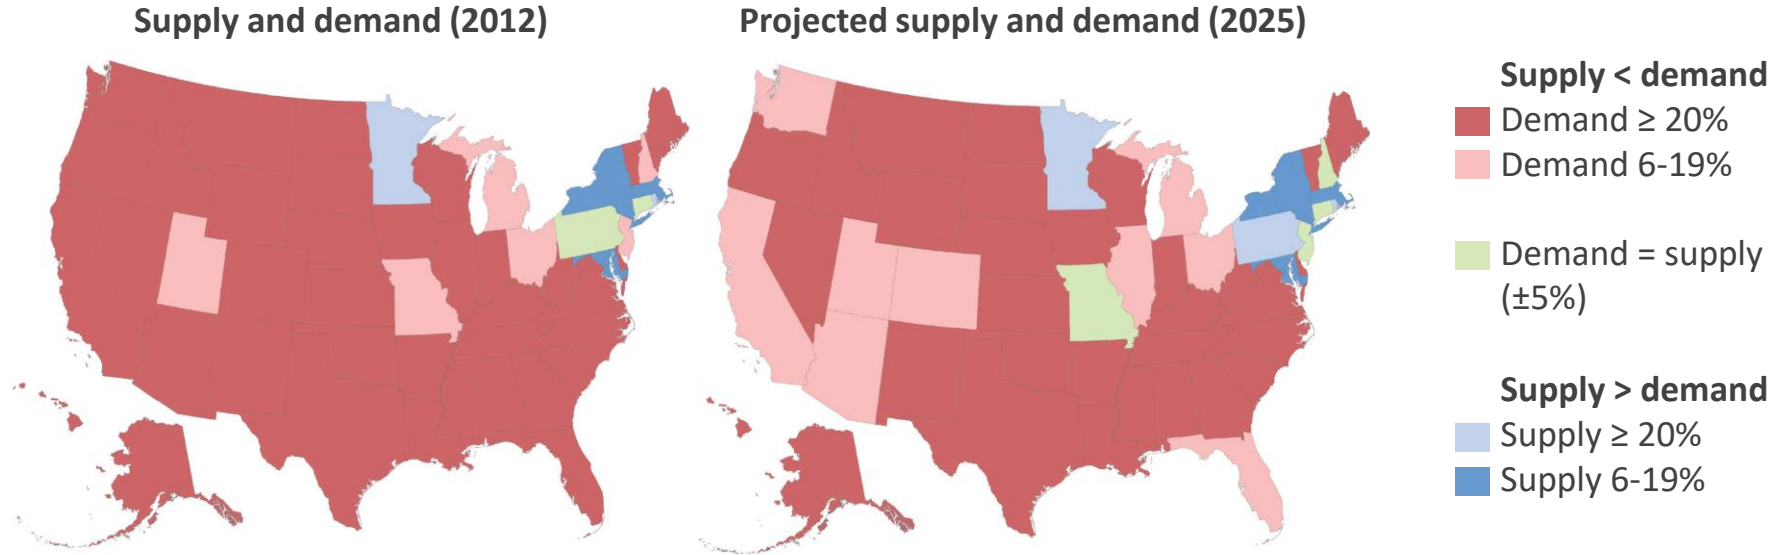 Supply and demand (2012)
Projected supply and demand (2025)
Supply < demand
Demand ≥ 20%
Demand 6-19%
Demand = supply
(±5%)
Supply > demand
Supply ≥ 20%
Supply 6-19%